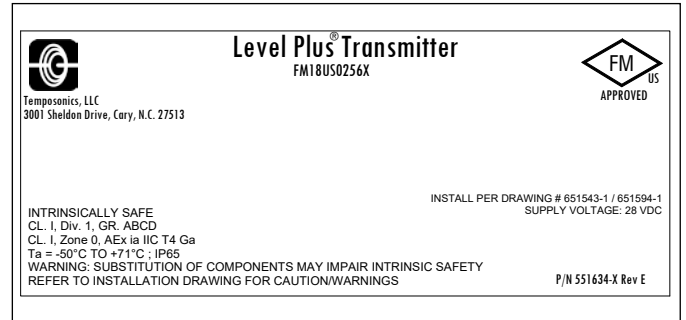 Level Plus® Transmitter
FM18US0256X
FM
US
APPROVED
Temposonics, LLC
3001 Sheldon Drive, Cary, N.C. 27513
INSTALL PER DRAWING # 651543-1 / 651594-1
SUPPLY VOLTAGE: 28 VDC
INTRINSICALLY SAFE
CL. I, Div. 1, GR. ABCD
CL. I, Zone 0, AEx ia IIC T4 Ga
Ta = -50°C TO +71°C ; IP65
WARNING: SUBSTITUTION OF COMPONENTS MAY IMPAIR INTRINSIC SAFETY
REFER TO INSTALLATION DRAWING FOR CAUTION/WARNINGS
P/N 551634-X Rev E